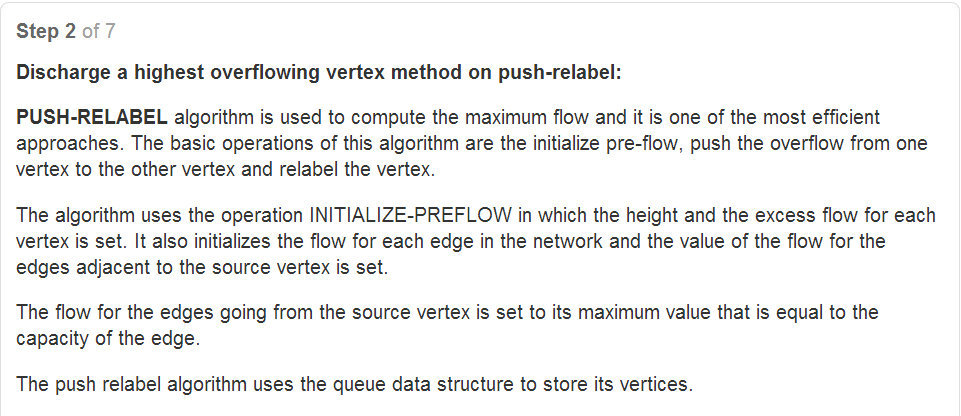 Step 2 of 7
Discharge a highest overflowing vertex method on push-relabel:
PUSH-RELABEL algorithm is used to compute the maximum flow and it is one of the most efficient
approaches. The basic operations of this algorithm are the initialize pre-flow, push the overflow from one
vertex to the other vertex and relabel the vertex.
The algorithm uses the operation INITIALIZE-PREFLOW in which the height and the excess flow for each
vertex is set. It also initializes the flow for each edge in the network and the value of the flow for the
edges adjacent to the source vertex is set.
The flow for the edges going from the source vertex is set to its maximum value that is equal to the
capacity of the edge.
The push relabel algorithm uses the queue data structure to store its vertices.